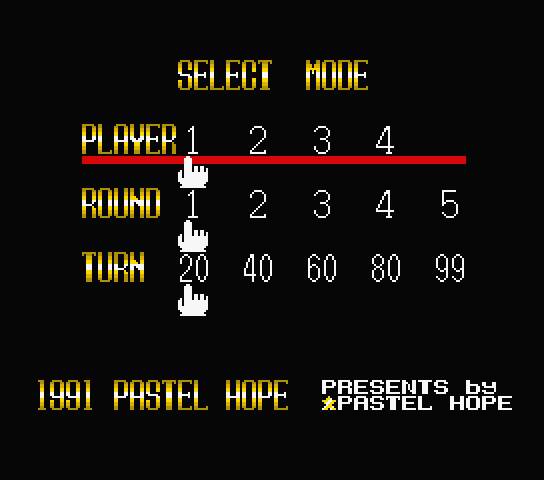 SELECT MODE
PLAYER 1 2 3 4
ROUND 1 2 3 4 5
TURN 20 40 60 80 99
1991 PASTEL HOPE
PRESENTS by
★PASTEL HOPE